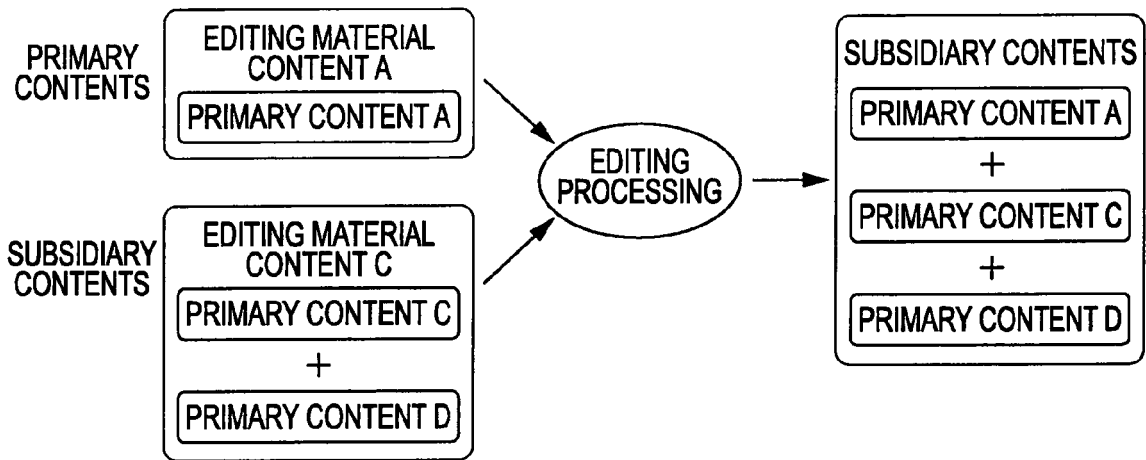 PRIMARY
CONTENTS
EDITING MATERIAL
CONTENT A
PRIMARY CONTENT A
SUBSIDIARY
CONTENTS
EDITING MATERIAL
CONTENT C
PRIMARY CONTENT C
+
PRIMARY CONTENT D
EDITING
PROCESSING
SUBSIDIARY CONTENTS
PRIMARY CONTENT A
+
PRIMARY CONTENT C
+
PRIMARY CONTENT D